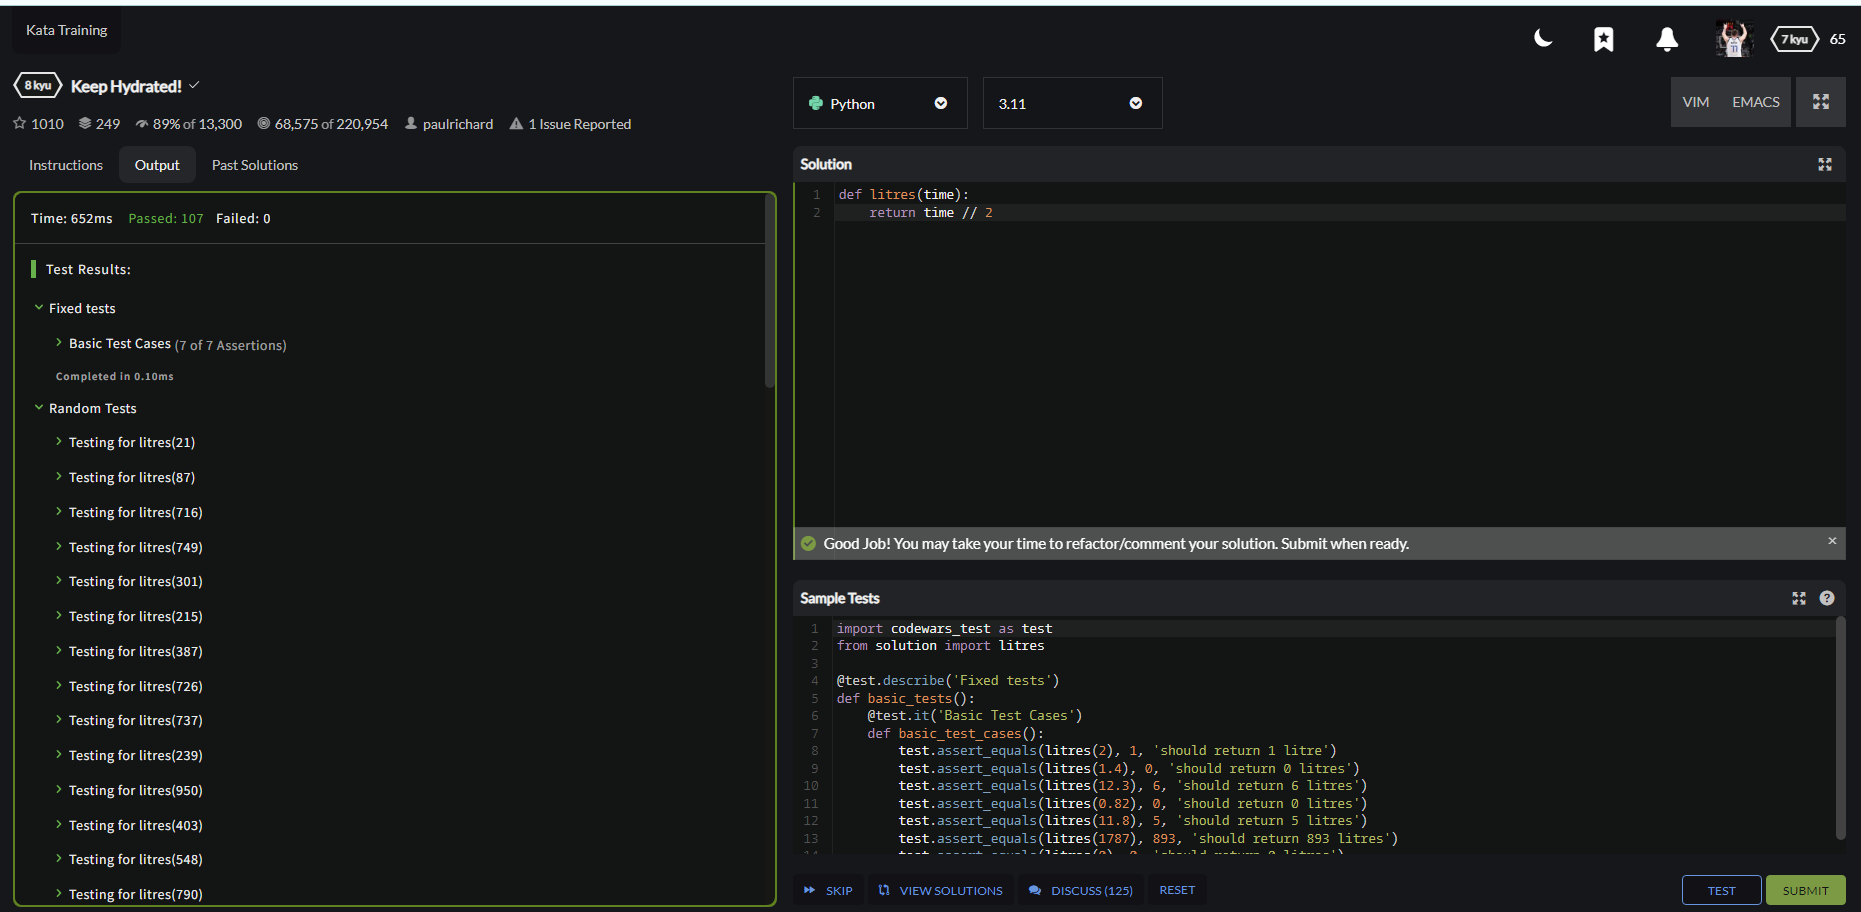 Kata Training
7 kyu 65
8 kyu Keep Hydrated!
1010 249 89% of 13,300 68,575 of 220,954 paulrichard 1 Issue Reported
Instructions Output Past Solutions
Time: 652ms Passed: 107 Failed: 0
Test Results:
Fixed tests
Basic Test Cases (7 of 7 Assertions)
Completed in 0.10ms
Random Tests
Testing for litres(21)
Testing for litres(87)
Testing for litres(716)
Testing for litres(749)
Testing for litres(301)
Testing for litres(215)
Testing for litres(387)
Testing for litres(726)
Testing for litres(737)
Testing for litres(239)
Testing for litres(950)
Testing for litres(403)
Testing for litres(548)
Testing for litres(790)
Python 3.11 VIM EMACS
Solution
1 def litres(time):
2     return time // 2
Good Job! You may take your time to refactor/comment your solution. Submit when ready.
Sample Tests
1 import codewars_test as test
2 from solution import litres
3
4 @test.describe('Fixed tests')
5 def basic_tests():
6     @test.it('Basic Test Cases')
7     def basic_test_cases():
8         test.assert_equals(litres(2), 1, 'should return 1 litre')
9         test.assert_equals(litres(1.4), 0, 'should return 0 litres')
10         test.assert_equals(litres(12.3), 6, 'should return 6 litres')
11         test.assert_equals(litres(0.82), 0, 'should return 0 litres')
12         test.assert_equals(litres(11.8), 5, 'should return 5 litres')
13         test.assert_equals(litres(1787), 893, 'should return 893 litres')
SKIP VIEW SOLUTIONS DISCUSS (125) RESET TEST SUBMIT